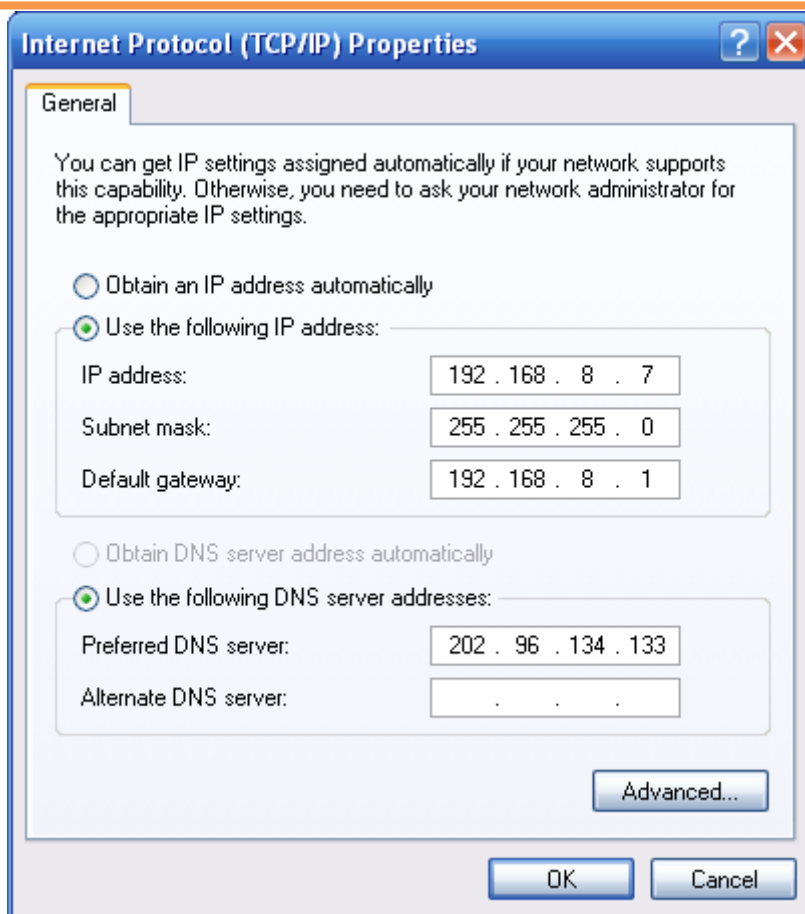 Internet Protocol (TCP/IP) Properties
General
You can get IP settings assigned automatically if your network supports
this capability. Otherwise, you need to ask your network administrator for
the appropriate IP settings.
Obtain an IP address automatically
Use the following IP address:
IP address: 192 . 168 . 8 . 7
Subnet mask: 255 . 255 . 255 . 0
Default gateway: 192 . 168 . 8 . 1
Obtain DNS server address automatically
Use the following DNS server addresses:
Preferred DNS server: 202 . 96 . 134 . 133
Alternate DNS server: . . .
Advanced...
OK Cancel